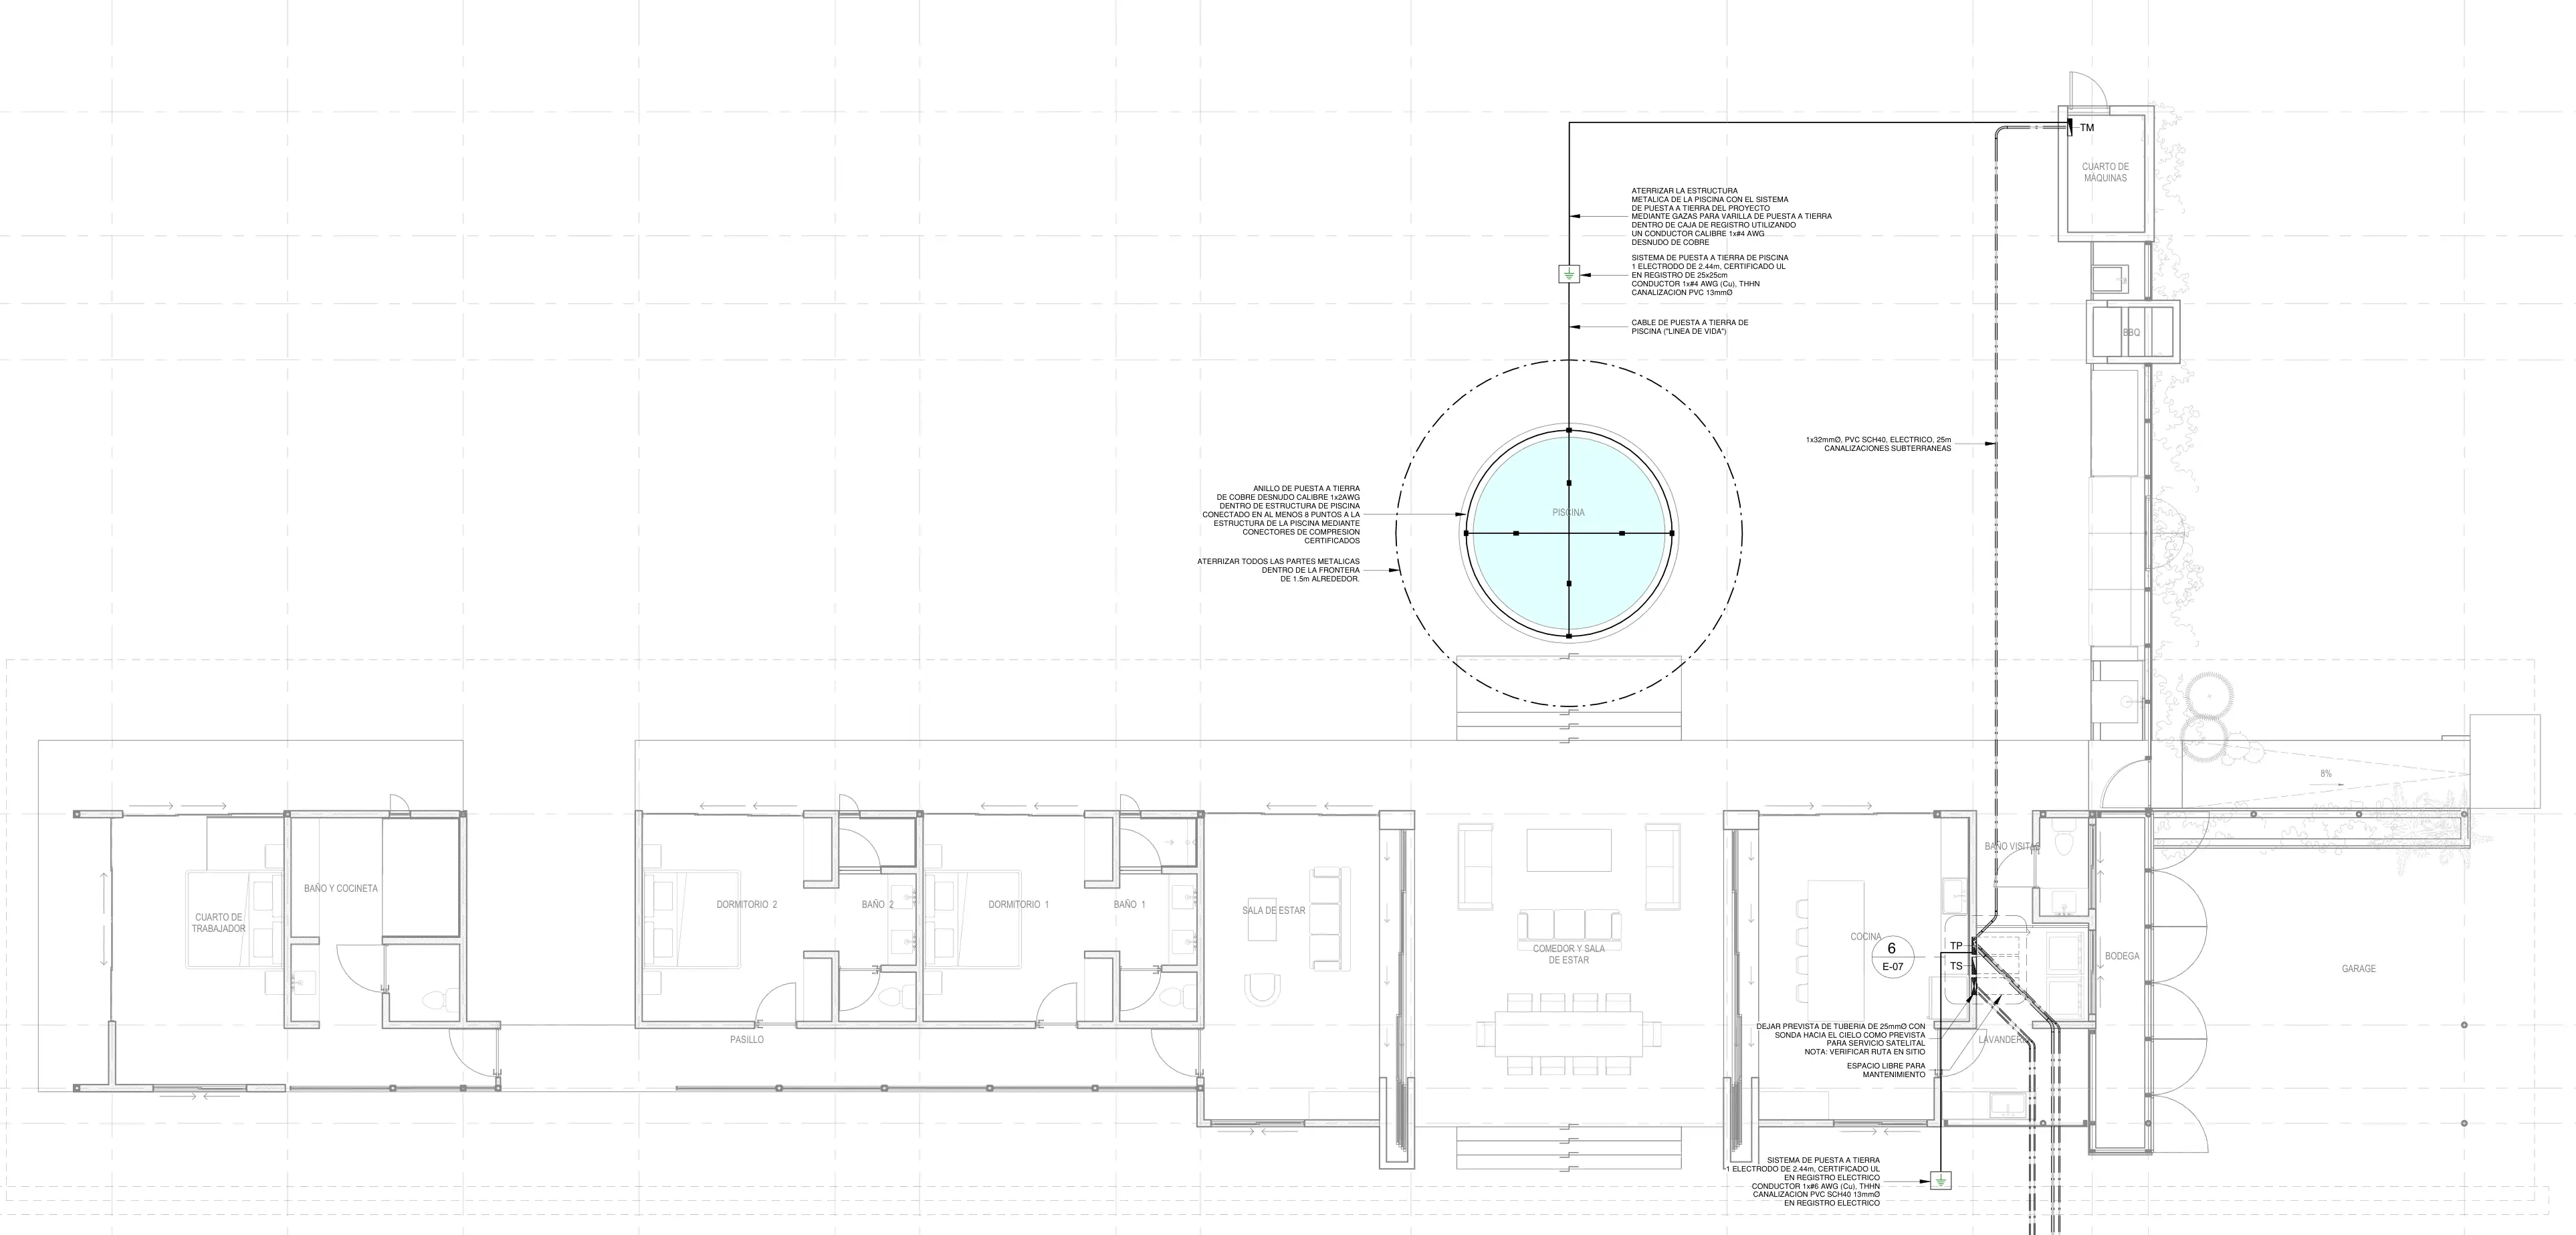 TM
CUARTO DE
MÁQUINAS
ATERRIZAR LA ESTRUCTURA
METALICA DE LA PISCINA CON EL SISTEMA
DE PUESTA A TIERRA DEL PROYECTO
MEDIANTE GAZAS PARA VARILLA DE PUESTA A TIERRA
DENTRO DE CAJA DE REGISTRO UTILIZANDO
UN CONDUCTOR CALIBRE 1x#4 AWG
DESNUDO DE COBRE
SISTEMA DE PUESTA A TIERRA DE PISCINA
1 ELECTRODO DE 2.44m, CERTIFICADO UL
EN REGISTRO DE 25x25cm
CONDUCTOR 1x#4 AWG (Cu), THHN
CANALIZACION PVC 13mmØ
CABLE DE PUESTA A TIERRA DE
PISCINA ("LINEA DE VIDA")
BBQ
1x32mmØ, PVC SCH40, ELECTRICO, 25m
CANALIZACIONES SUBTERRANEAS
ANILLO DE PUESTA A TIERRA
DE COBRE DESNUDO CALIBRE 1x2AWG
DENTRO DE ESTRUCTURA DE PISCINA
CONECTADO EN AL MENOS 8 PUNTOS A LA
ESTRUCTURA DE LA PISCINA MEDIANTE
CONECTORES DE COMPRESION
CERTIFICADOS
PISCINA
ATERRIZAR TODOS LAS PARTES METALICAS
DENTRO DE LA FRONTERA
DE 1.5m ALREDEDOR.
8%
CUARTO DE
TRABAJADOR
BAÑO Y COCINETA
DORMITORIO 2
BAÑO 2
DORMITORIO 1
BAÑO 1
SALA DE ESTAR
COMEDOR Y SALA
DE ESTAR
COCINA
BAÑO VISITAS
6
E-07
TP
TS
BODEGA
GARAGE
PASILLO
DEJAR PREVISTA DE TUBERIA DE 25mmØ CON
SONDA HACIA EL CIELO COMO PREVISTA
PARA SERVICIO SATELITAL
NOTA: VERIFICAR RUTA EN SITIO
LAVANDERIA
ESPACIO LIBRE PARA
MANTENIMIENTO
SISTEMA DE PUESTA A TIERRA
1 ELECTRODO DE 2.44m, CERTIFICADO UL
EN REGISTRO ELECTRICO
CONDUCTOR 1x#6 AWG (Cu), THHN
CANALIZACION PVC SCH40 13mmØ
EN REGISTRO ELECTRICO